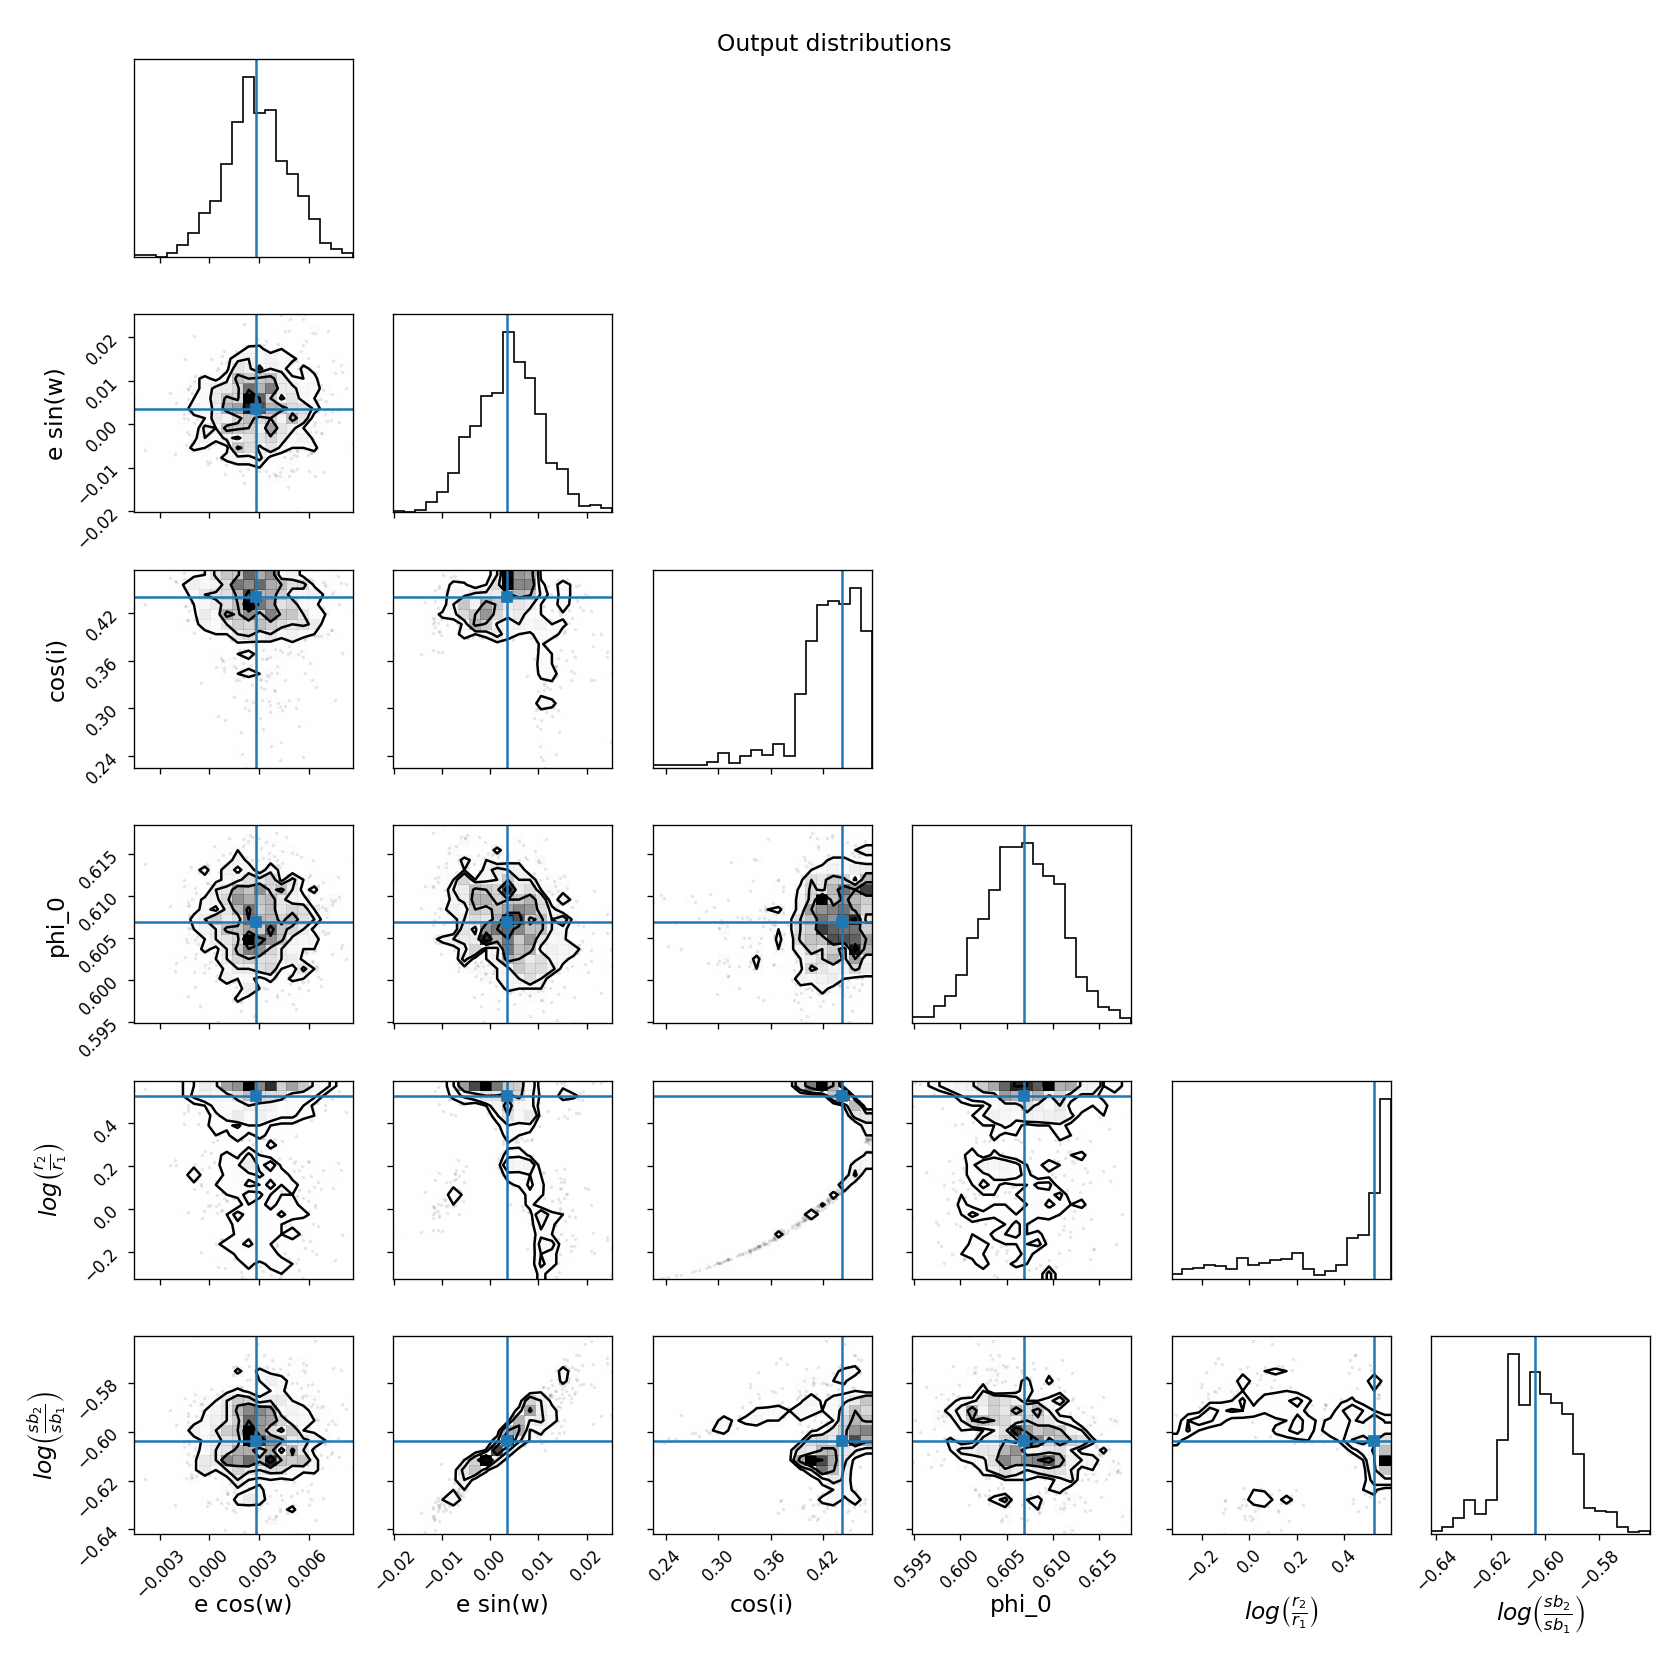 Output distributions
e sin(w)
0.02
0.01
0.00
−0.01
−0.02
cos(i)
0.42
0.36
0.30
0.24
phi_0
0.615
0.610
0.605
0.600
0.595
log(r₂/r₁)
0.4
0.2
0.0
−0.2
log(sb₂/sb₁)
−0.58
−0.60
−0.62
−0.64
−0.003 0.000 0.003 0.006 −0.02 −0.01 0.00 0.01 0.02 0.24 0.30 0.36 0.42 0.595 0.600 0.605 0.610 0.615 −0.2 0.0 0.2 0.4 −0.64 −0.62 −0.60 −0.58
e cos(w) e sin(w) cos(i) phi_0 log(r₂/r₁) log(sb₂/sb₁)